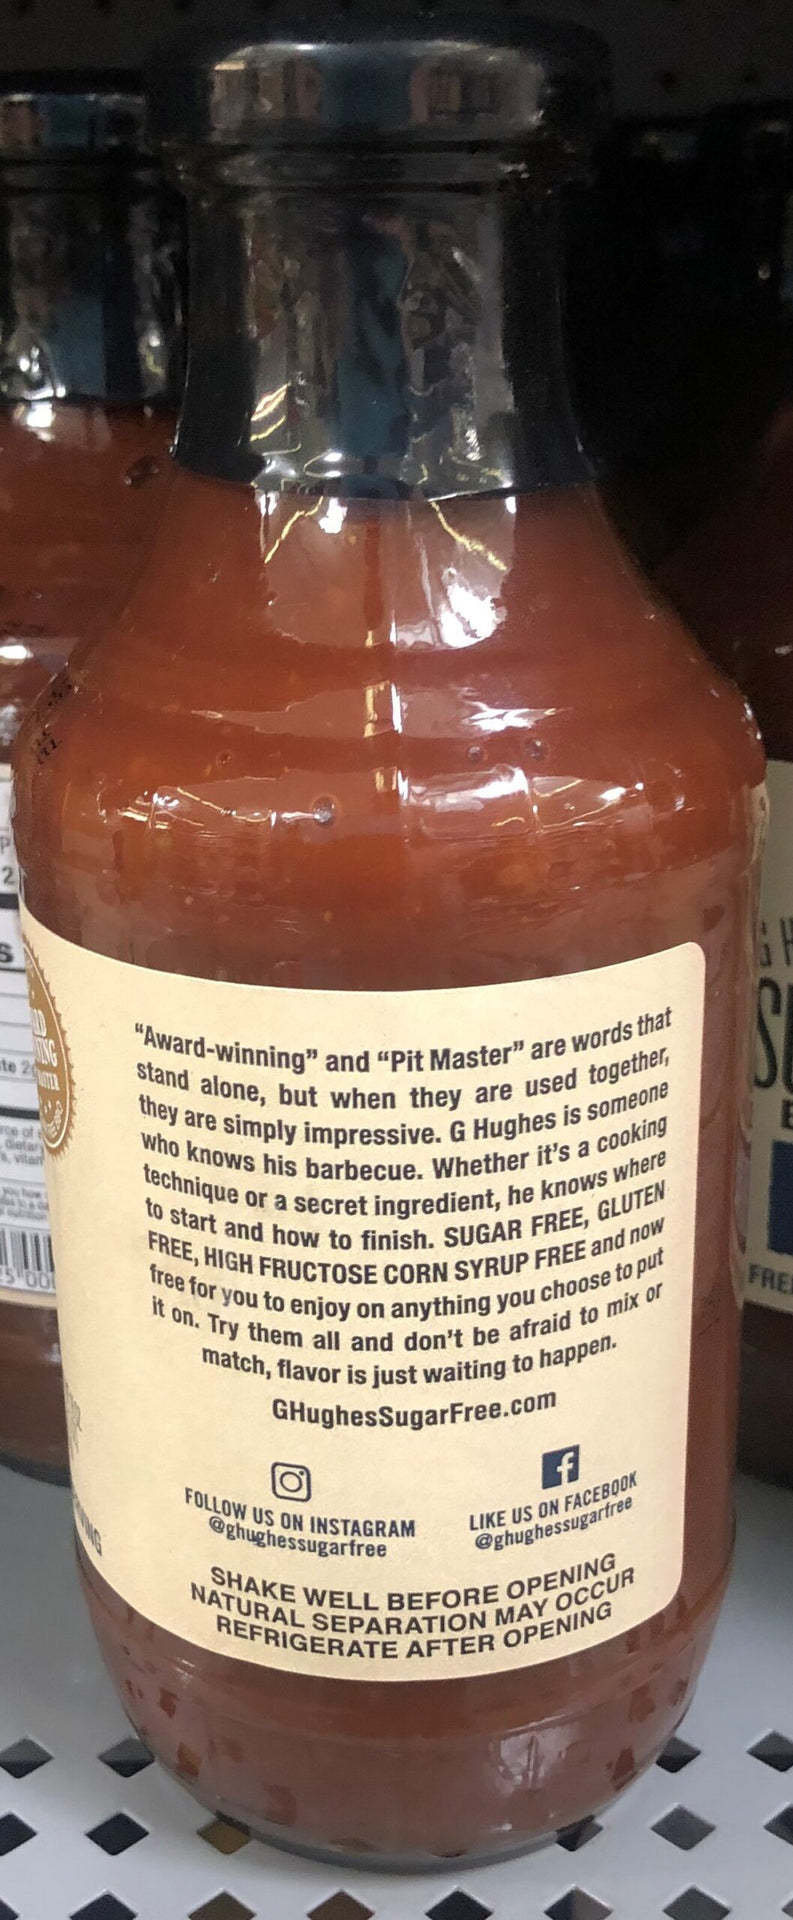 “Award-winning” and “Pit Master” are words that
stand alone, but when they are used together,
they are simply impressive. G Hughes is someone
who knows his barbecue. Whether it’s a cooking
technique or a secret ingredient, he knows where
to start and how to finish. SUGAR FREE, GLUTEN
FREE, HIGH FRUCTOSE CORN SYRUP FREE and now
free for you to enjoy on anything you choose to put
it on. Try them all and don’t be afraid to mix or
match, flavor is just waiting to happen.
GHughesSugarFree.com
FOLLOW US ON INSTAGRAM
@ghughessugarfree
LIKE US ON FACEBOOK
@ghughessugarfree
SHAKE WELL BEFORE OPENING
NATURAL SEPARATION MAY OCCUR
REFRIGERATE AFTER OPENING